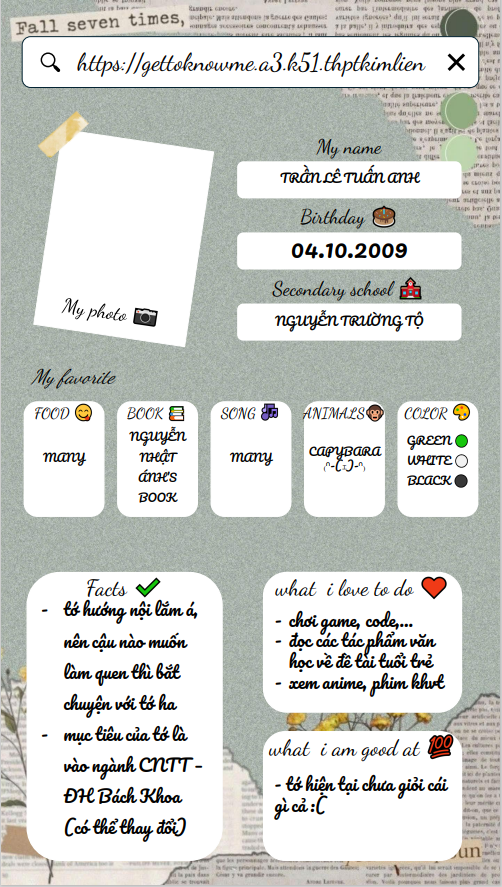 Fall seven times,
https://gettoknowme.a3.k51.thptkimlien
My name
TRẦN LÊ TUẤN ANH
Birthday
04.10.2009
Secondary school
NGUYỄN TRƯỜNG TỘ
My photo
My favorite
FOOD
MANY
BOOK
NGUYỄN
NHẬT
ÁNH'S
BOOK
SONG
MANY
ANIMALS
CAPYBARA
COLOR
GREEN
WHITE
BLACK
Facts
- tớ hướng nội lắm á,
nên cậu nào muốn
làm quen thì bắt
chuyện với tớ ha
- mục tiêu của tớ là
vào ngành CNTT -
ĐH Bách Khoa
(có thể thay đổi)
what i love to do
- chơi game, code,...
- đọc các tác phẩm văn
học về đề tài tuổi trẻ
- xem anime, phim khvt
what i am good at 💯
- tớ hiện tại chưa giỏi cái
gì cả :(